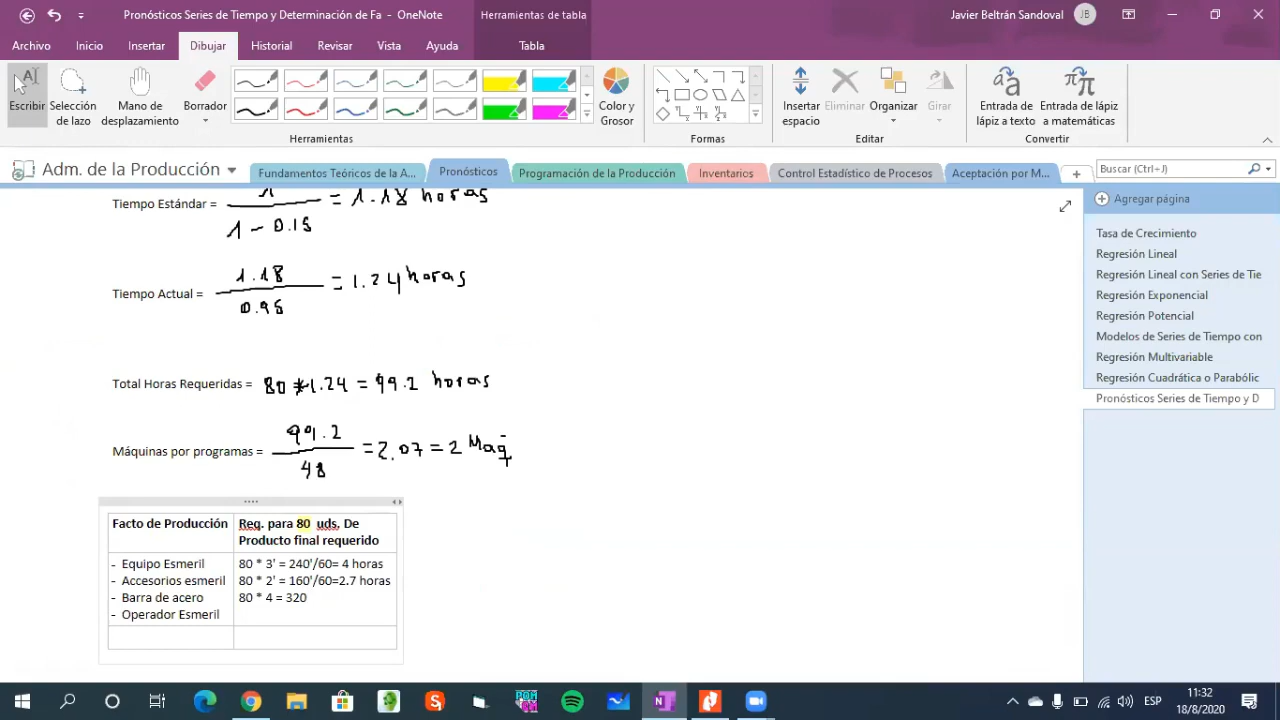 Pronósticos Series de Tiempo y Determinación de Fa - OneNote
Herramientas de tabla
Javier Beltrán Sandoval
JB
Archivo
Inicio
Insertar
Dibujar
Historial
Revisar
Vista
Ayuda
Tabla
Escribir
Selección de lazo
Mano de desplazamiento
Borrador
Color y Grosor
Insertar espacio
Eliminar
Organizar
Girar
Entrada de lápiz a texto
Entrada de lápiz a matemáticas
Herramientas
Formas
Editar
Convertir
Adm. de la Producción
Fundamentos Teóricos de la A...
Pronósticos
Programación de la Producción
Inventarios
Control Estadístico de Procesos
Aceptación por M...
Buscar (Ctrl+J)
Agregar página
Tasa de Crecimiento
Regresión Lineal
Regresión Lineal con Series de Tie
Regresión Exponencial
Regresión Potencial
Modelos de Series de Tiempo con
Regresión Multivariable
Regresión Cuadrática o Parabólic
Pronósticos Series de Tiempo y D
Tiempo Estándar = 1 / 1 - 0.15 = 1.18 horas
Tiempo Actual = 1.18 / 0.95 = 1.24 horas
Total Horas Requeridas = 80 * 1.24 = 99.2 horas
Máquinas por programas = 99.2 / 48 = 2.07 = 2 Maq
Facto de Producción
Req. para 80 uds. De Producto final requerido
- Equipo Esmeril
80 * 3' = 240'/60= 4 horas
- Accesorios esmeril
80 * 2' = 160'/60=2.7 horas
- Barra de acero
80 * 4 = 320
- Operador Esmeril
ESP
11:32
18/8/2020